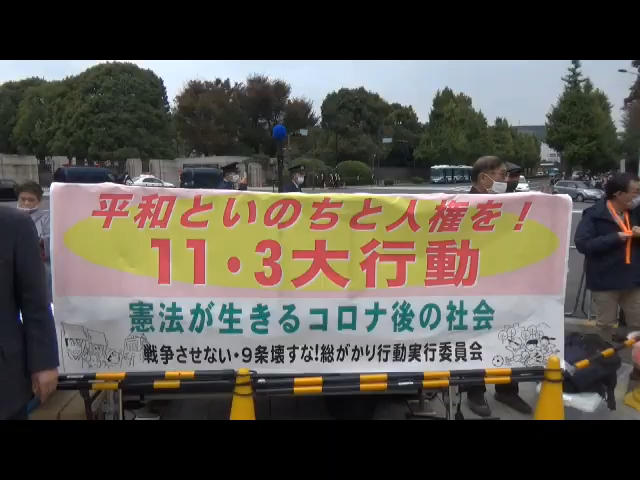 平和といのちと人権を!
11・3大行動
憲法が生きるコロナ後の社会
戦争させない・9条壊すな!総がかり行動実行委員会